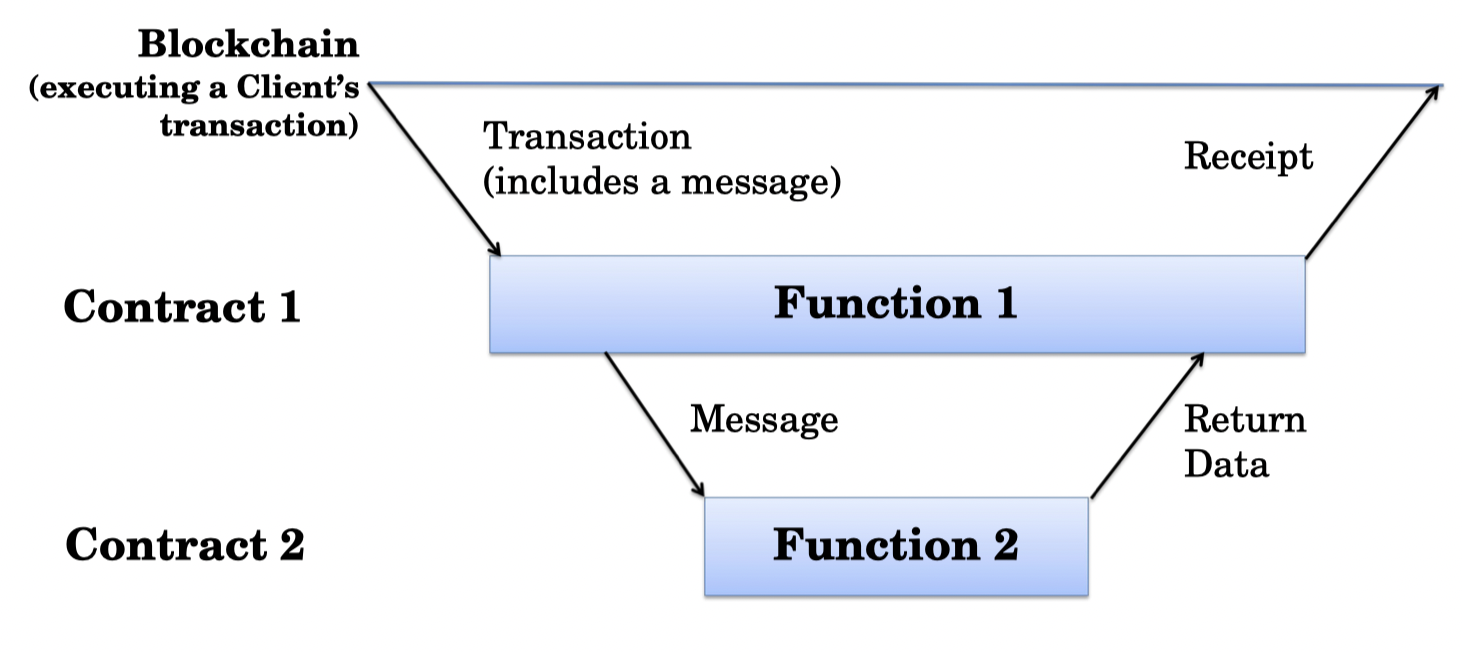 Blockchain
(executing a Client’s
transaction)
Transaction
(includes a message)
Receipt
Contract 1
Function 1
Message
Return
Data
Contract 2
Function 2